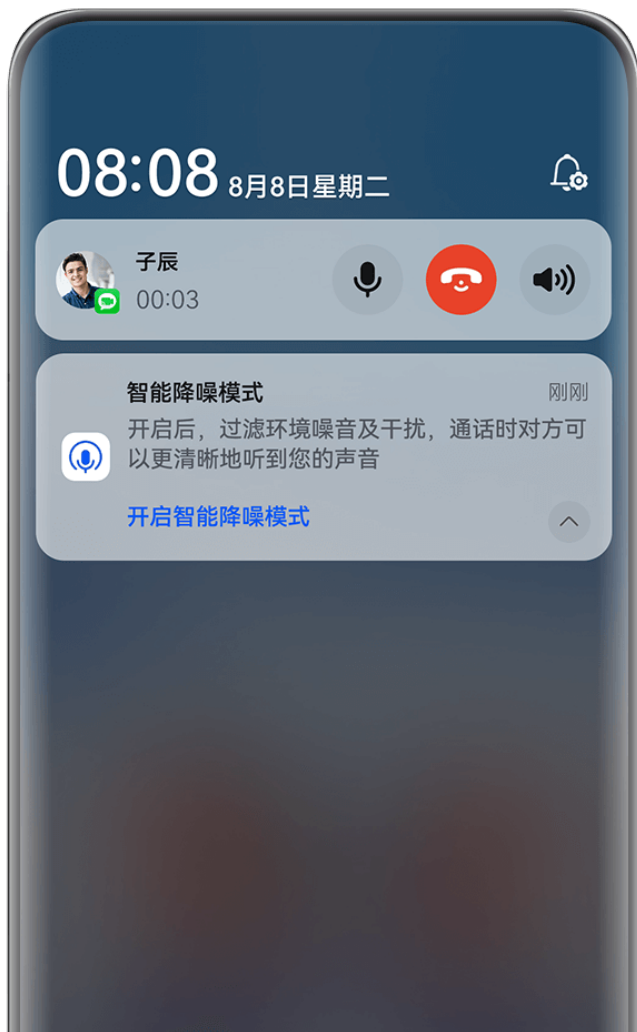 08:08 8月8日星期二
子辰
00:03
智能降噪模式 刚刚
开启后，过滤环境噪音及干扰，通话时对方可
以更清晰地听到您的声音
开启智能降噪模式